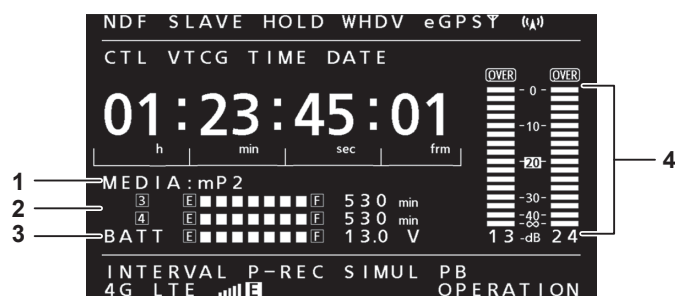 NDF SLAVE HOLD WHDV eGPS
CTL VTCG TIME DATE
OVER OVER
01:23:45:01
h min sec frm
0
-10-
-20-
-30-
-40-
-∞-
13 -dB 24
4
1 MEDIA:mP2
2
3 E F 530 min
4 E F 530 min
3 BATT E F 13.0 V
INTERVAL P-REC SIMUL PB
4G LTE E OPERATION